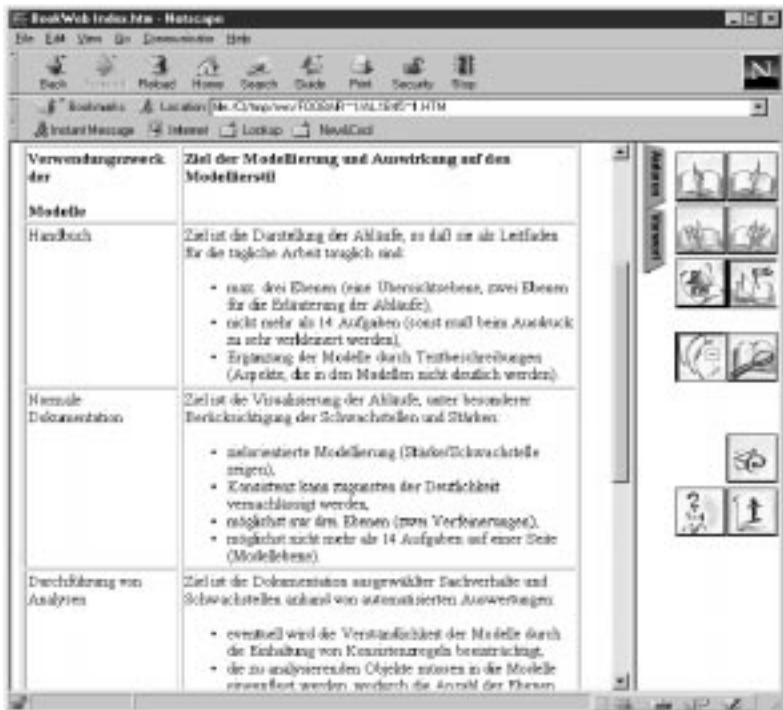 BookWeb Index.htm - Netscape
File Edit View Go Communicator Help
Back Forward Reload Home Search Guide Print Security Stop
N
Bookmarks Location:
Instant Message Internet Lookup New&Cool
Verwendungszweck
der
Modelle
Ziel der Modellierung und Auswirkung auf den
Modellierstil
Handbuch
Ziel ist die Darstellung der Abläufe, so daß sie als Leitfaden
für die tägliche Arbeit tauglich sind:
• max. drei Ebenen (eine Übersichtsebene, zwei Ebenen
für die Erläuterung der Abläufe),
• nicht mehr als 14 Aufgaben (sonst muß beim Ausdruck
zu sehr verkleinert werden),
• Ergänzung der Modelle durch Textbeschreibungen
(Aspekte, die in den Modellen nicht deutlich werden).
Normale
Dokumentation
Ziel ist die Visualisierung der Abläufe, unter besonderer
Berücksichtigung der Schwachstellen und Stärken:
• zielorientierte Modellierung (Stärke/Schwachstelle
zeigen),
• Konsistenz kann zugunsten der Deutlichkeit
vernachlässigt werden,
• möglichst nur drei Ebenen (zwei Verfeinerungen),
• möglichst nicht mehr als 14 Aufgaben auf einer Seite
(Modellebene).
Durchführung von
Analysen
Ziel ist die Dokumentation ausgewählter Sachverhalte und
Schwachstellen anhand von automatisierten Auswertungen:
• eventuell wird die Verständlichkeit der Modelle durch
die Einhaltung von Konsistenzregeln beeinträchtigt,
• die zu analysierenden Objekte müssen in die Modelle
eingepflegt werden, wodurch die Anzahl der Ebenen